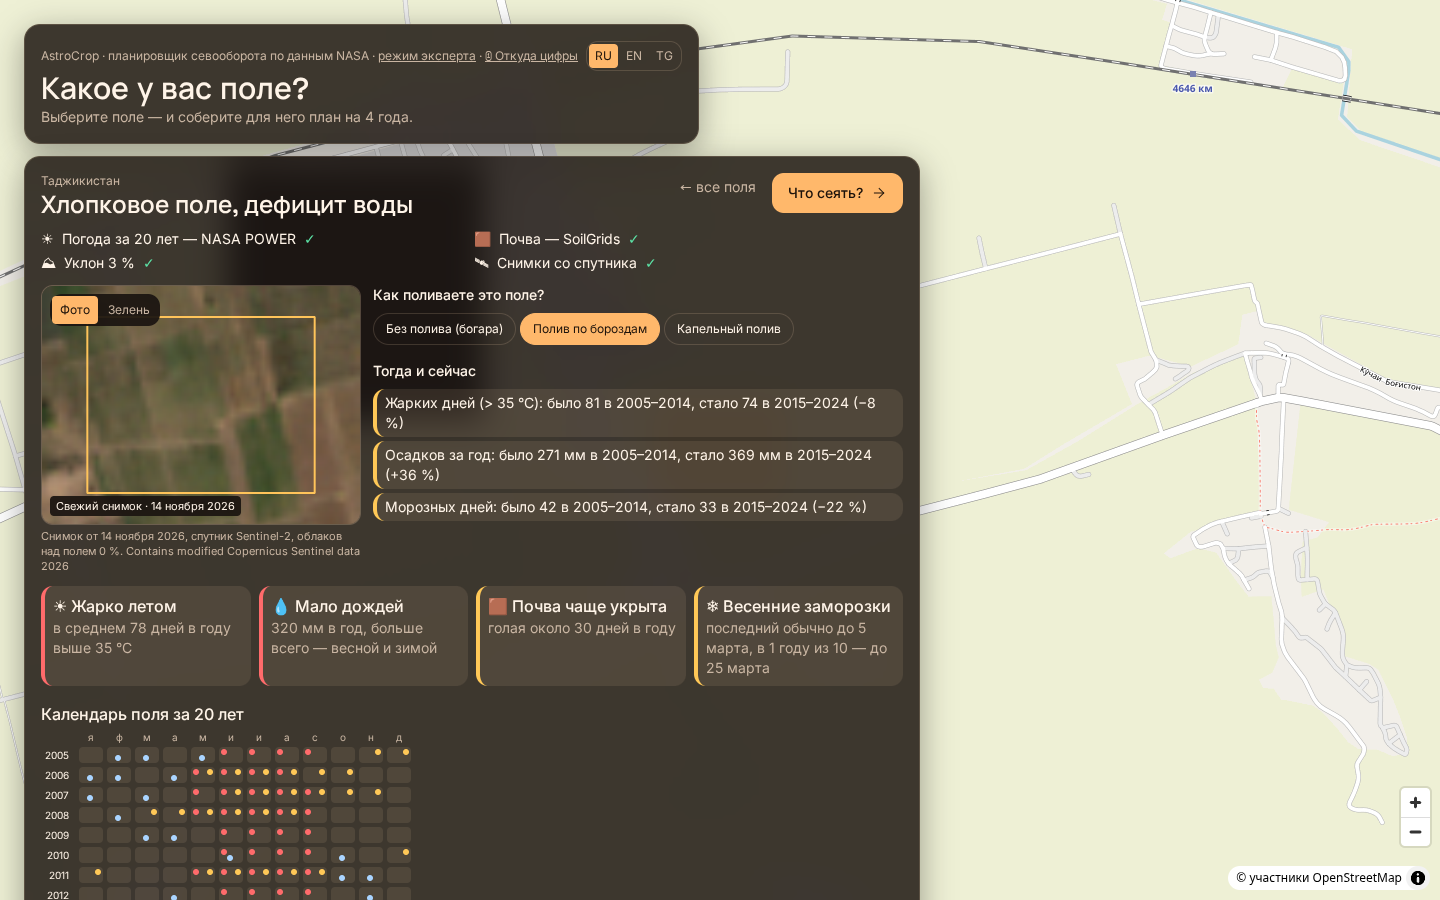 AstroCrop · планировщик севооборота по данным NASA · режим эксперта · Откуда цифры
RU EN TG
Какое у вас поле?
Выберите поле — и соберите для него план на 4 года.
4646 км
Таджикистан
Хлопковое поле, дефицит воды
← все поля
Что сеять? →
☀ Погода за 20 лет — NASA POWER ✓
🟫 Почва — SoilGrids ✓
⛰ Уклон 3 % ✓
🛰 Снимки со спутника ✓
Фото Зелень
Свежий снимок · 14 ноября 2026
Снимок от 14 ноября 2026, спутник Sentinel-2, облаков
над полем 0 %. Contains modified Copernicus Sentinel data
2026
Как поливаете это поле?
Без полива (богара) Полив по бороздам Капельный полив
Тогда и сейчас
Жарких дней (> 35 °C): было 81 в 2005–2014, стало 74 в 2015–2024 (−8
%)
Осадков за год: было 271 мм в 2005–2014, стало 369 мм в 2015–2024
(+36 %)
Морозных дней: было 42 в 2005–2014, стало 33 в 2015–2024 (−22 %)
☀ Жарко летом
в среднем 78 дней в году
выше 35 °C
💧 Мало дождей
320 мм в год, больше
всего — весной и зимой
🟫 Почва чаще укрыта
голая около 30 дней в году
❄ Весенние заморозки
последний обычно до 5
марта, в 1 году из 10 — до
25 марта
Календарь поля за 20 лет
я ф м а м и и а с о н д
2005
2006
2007
2008
2009
2010
2011
2012
Кӯчаи Боғистон
+
−
© участники OpenStreetMap